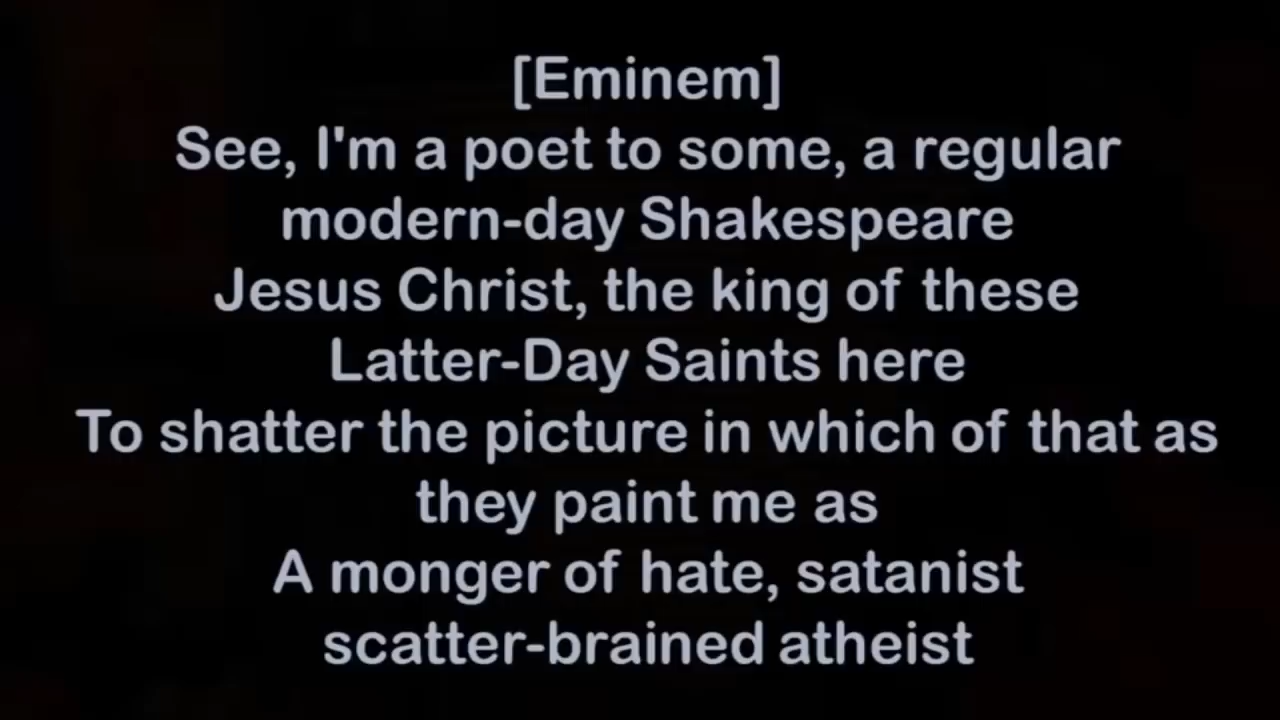 [Eminem]
See, I'm a poet to some, a regular
modern-day Shakespeare
Jesus Christ, the king of these
Latter-Day Saints here
To shatter the picture in which of that as
they paint me as
A monger of hate, satanist
scatter-brained atheist